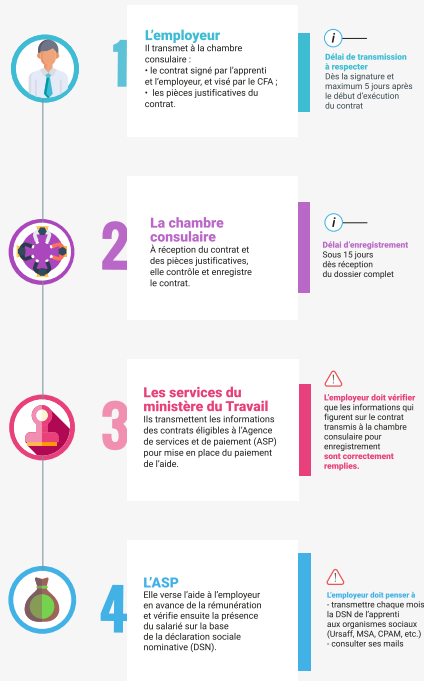 1
L'employeur
Il transmet à la chambre
consulaire :
• le contrat signé par l'apprenti
et l'employeur, et visé par le CFA ;
• les pièces justificatives du
contrat.
i
Délai de transmission
à respecter
Dès la signature et
maximum 5 jours après
le début d'exécution
du contrat
2
La chambre
consulaire
À réception du contrat et
des pièces justificatives,
elle contrôle et enregistre
le contrat.
i
Délai d'enregistrement
Sous 15 jours
dès réception
du dossier complet
3
Les services du
ministère du Travail
Ils transmettent les informations
des contrats éligibles à l'Agence
de services et de paiement (ASP)
pour mise en place du paiement
de l'aide.
L'employeur doit vérifier
que les informations qui
figurent sur le contrat
transmis à la chambre
consulaire pour
enregistrement
sont correctement
remplies.
4
L'ASP
Elle verse l'aide à l'employeur
en avance de la rémunération
et vérifie ensuite la présence
du salarié sur la base
de la déclaration sociale
nominative (DSN).
L'employeur doit penser à
- transmettre chaque mois
la DSN de l'apprenti
aux organismes sociaux
(Ursaff, MSA, CPAM, etc.)
- consulter ses mails